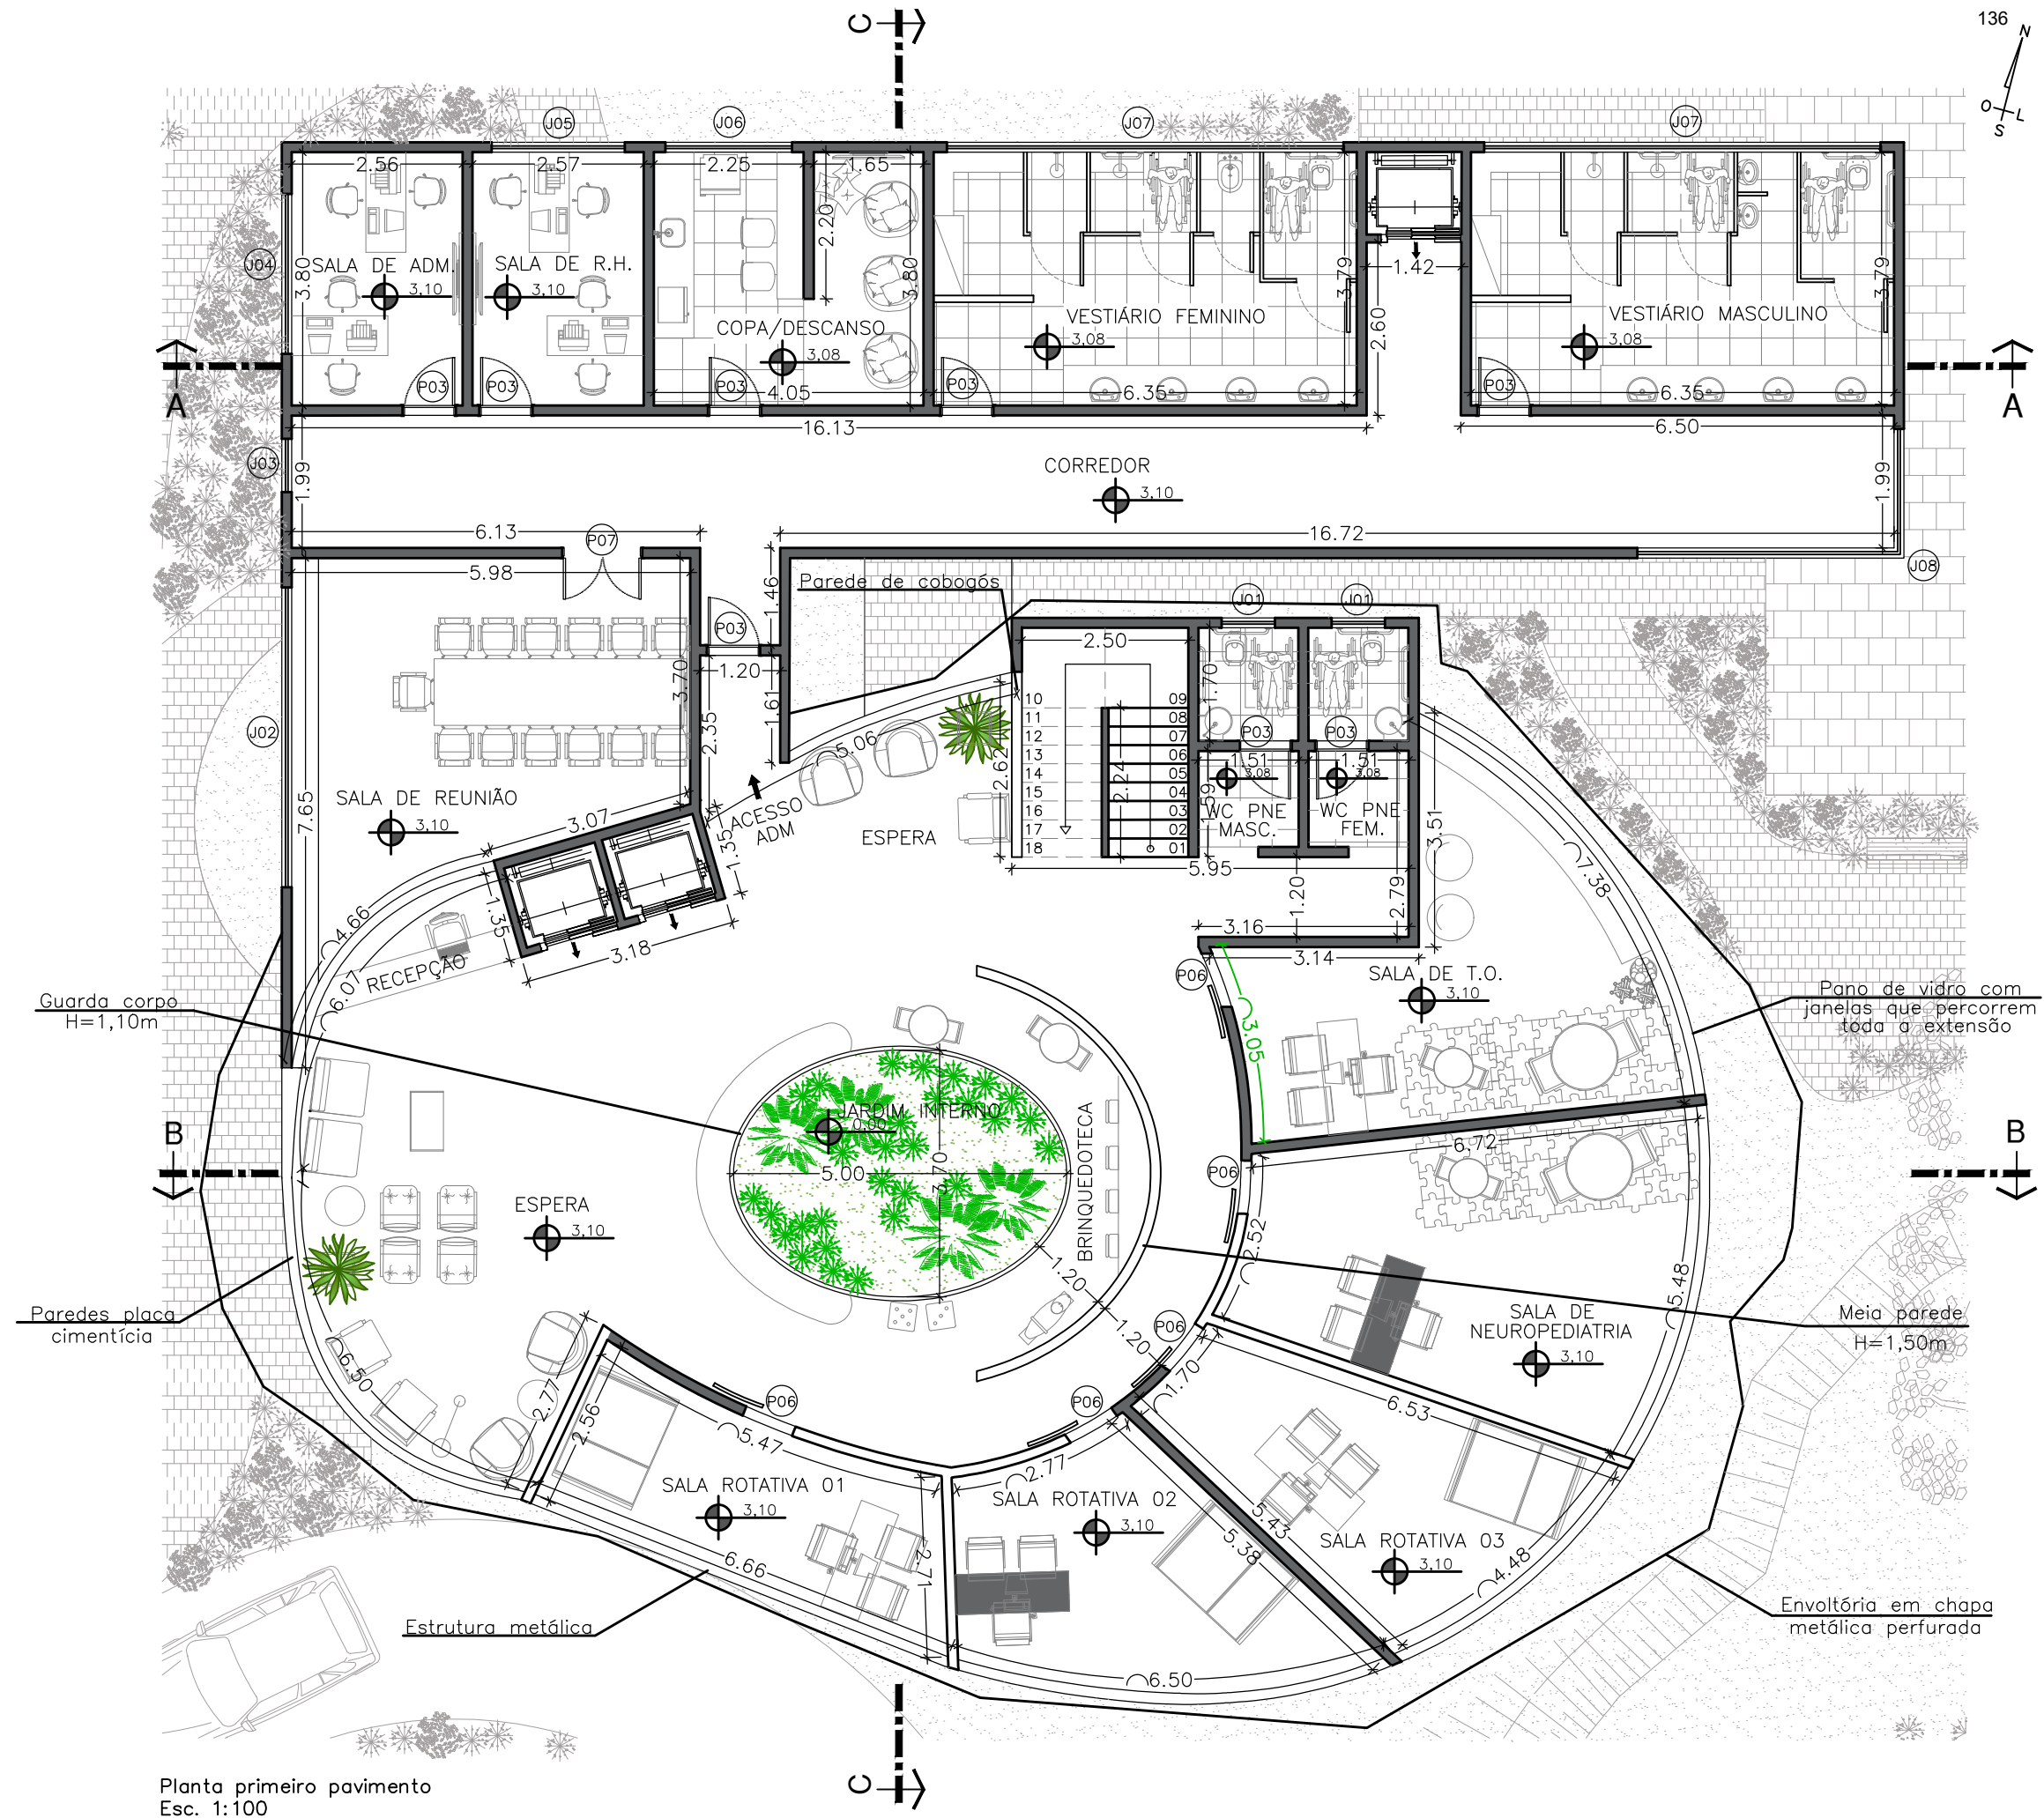 136
N
O
L
S
C
J05
J06
J07
J07
2.56
2.57
2.25
1.65
2.20
3.80
3.80
3.79
3.79
J04
SALA DE ADM.
3,10
SALA DE R.H.
3,10
COPA/DESCANSO
3,08
VESTIÁRIO FEMININO
3,08
1.42
2.60
VESTIÁRIO MASCULINO
3,08
A
A
P03
P03
P03
P03
P03
4.05
6.35
6.35
16.13
6.50
J03
1.99
CORREDOR
3,10
1.99
6.13
P07
16.72
5.98
J08
1.46
Parede de cobogós
J01
J01
P03
2.50
1.20
1.70
3.70
1.61
2.35
J02
5.06
2.62
10
11
12
13
14
15
16
17
18
09
08
07
06
05
04
03
02
01
2.24
P03
P03
1.51
1.51
3,08
3,08
1.59
WC PNE
MASC.
WC PNE
FEM.
3.51
7.38
7.65
SALA DE REUNIÃO
3,10
3.07
ACESSO
ADM
1.35
ESPERA
5.95
1.20
2.79
4.66
1.35
3.18
RECEPÇÃO
6.07
3.16
3.14
P06
SALA DE T.O.
3,10
3.05
Guarda corpo
H=1,10m
Pano de vidro com
janelas que percorrem
toda a extensão
JARDIM INTERNO
0,00
5.00
3.70
BRINQUEDOTECA
B
B
6.72
P06
ESPERA
3,10
2.52
1.20
5.48
Paredes placa
cimentícia
SALA DE
NEUROPEDIATRIA
3,10
Meia parede
H=1,50m
P06
1.20
1.70
6.50
2.77
2.56
P06
P06
5.47
2.77
6.53
SALA ROTATIVA 01
3,10
SALA ROTATIVA 02
3,10
5.43
5.38
SALA ROTATIVA 03
3,10
4.48
6.66
2.71
Estrutura metálica
Envoltória em chapa
metálica perfurada
6.50
C
Planta primeiro pavimento
Esc. 1:100